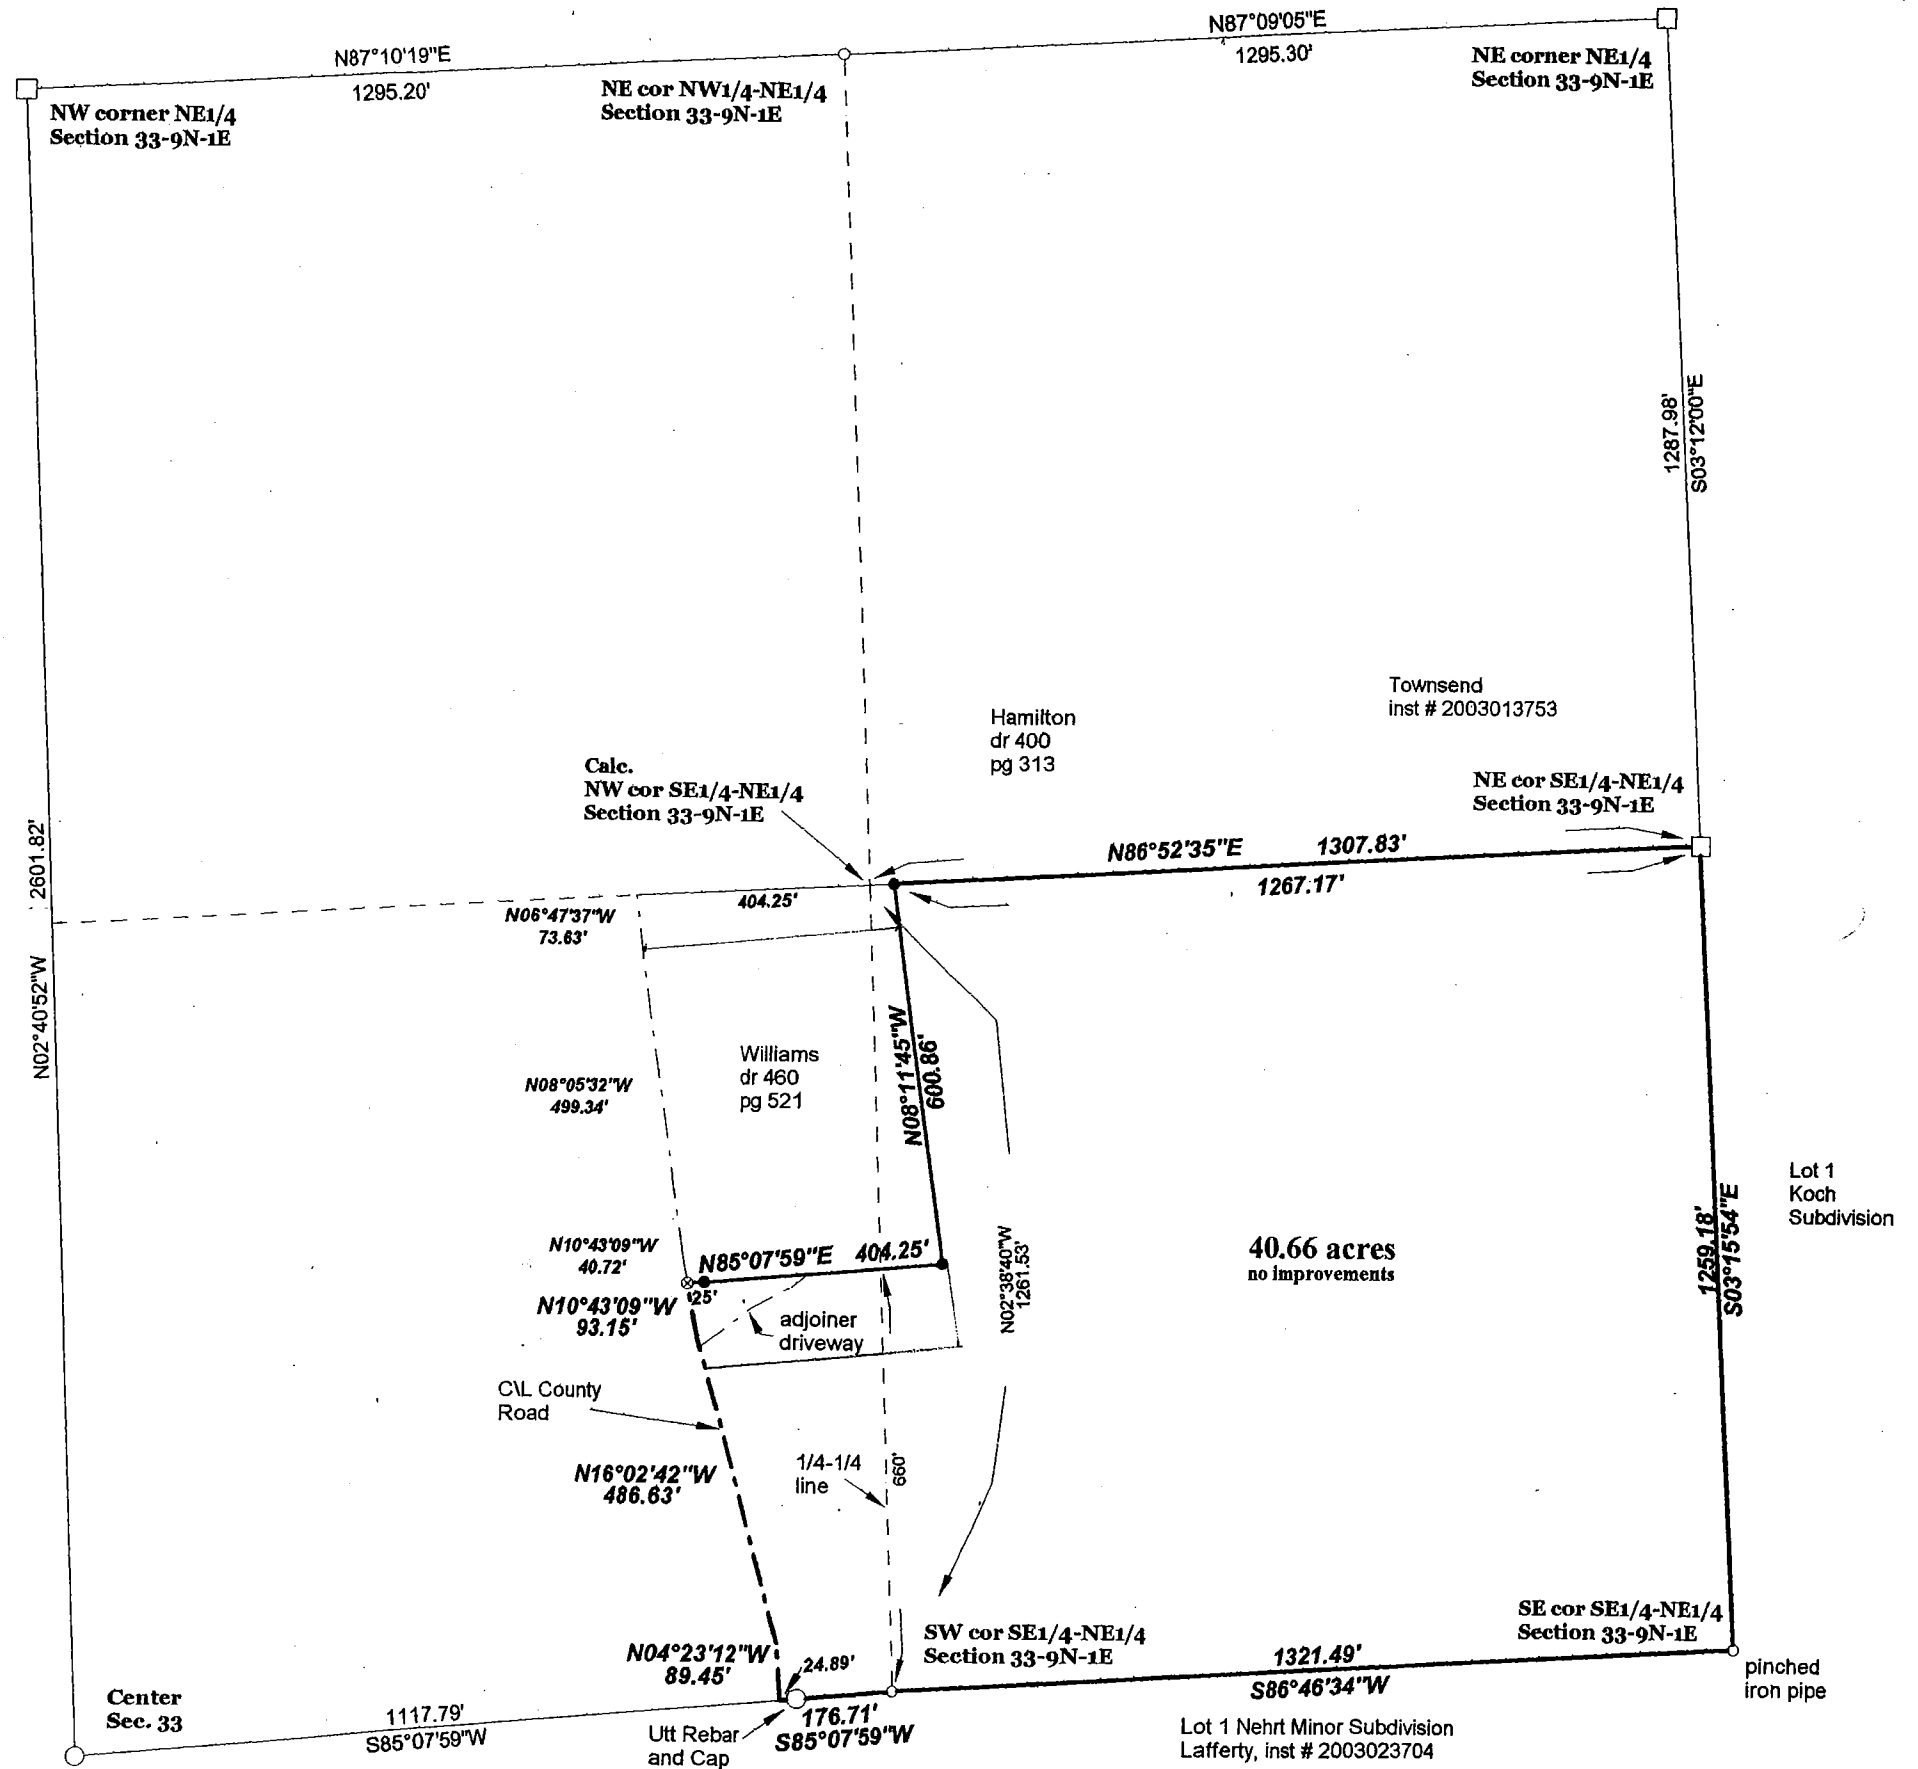 N87°09'05"E
1295.30'
N87°10'19"E
1295.20'
NW corner NE1/4
Section 33-9N-1E
NE cor NW1/4-NE1/4
Section 33-9N-1E
NE corner NE1/4
Section 33-9N-1E
1287.98'
S03°12'00"E
Townsend
inst # 2003013753
Hamilton
dr 400
pg 313
Calc.
NW cor SE1/4-NE1/4
Section 33-9N-1E
NE cor SE1/4-NE1/4
Section 33-9N-1E
N86°52'35"E 1307.83'
1267.17'
N02°40'52"W 2601.82'
404.25'
N06°47'37"W
73.63'
N08°11'45"W
600.86'
Williams
dr 460
pg 521
N08°05'32"W
499.34'
Lot 1
Koch
Subdivision
1259.18'
S03°15'54"E
N02°38'40"W
1261.53'
40.66 acres
no improvements
N10°43'09"W
40.72'
N85°07'59"E 404.25'
25'
N10°43'09"W
93.15'
adjoiner
driveway
C\L County
Road
1/4-1/4
line
660'
N16°02'42"W
486.63'
N04°23'12"W
89.45'
24.89'
SW cor SE1/4-NE1/4
Section 33-9N-1E
SE cor SE1/4-NE1/4
Section 33-9N-1E
1321.49'
S86°46'34"W
pinched
iron pipe
Center
Sec. 33
1117.79'
S85°07'59"W
Utt Rebar
and Cap
176.71'
S85°07'59"W
Lot 1 Nehrt Minor Subdivision
Lafferty, inst # 2003023704